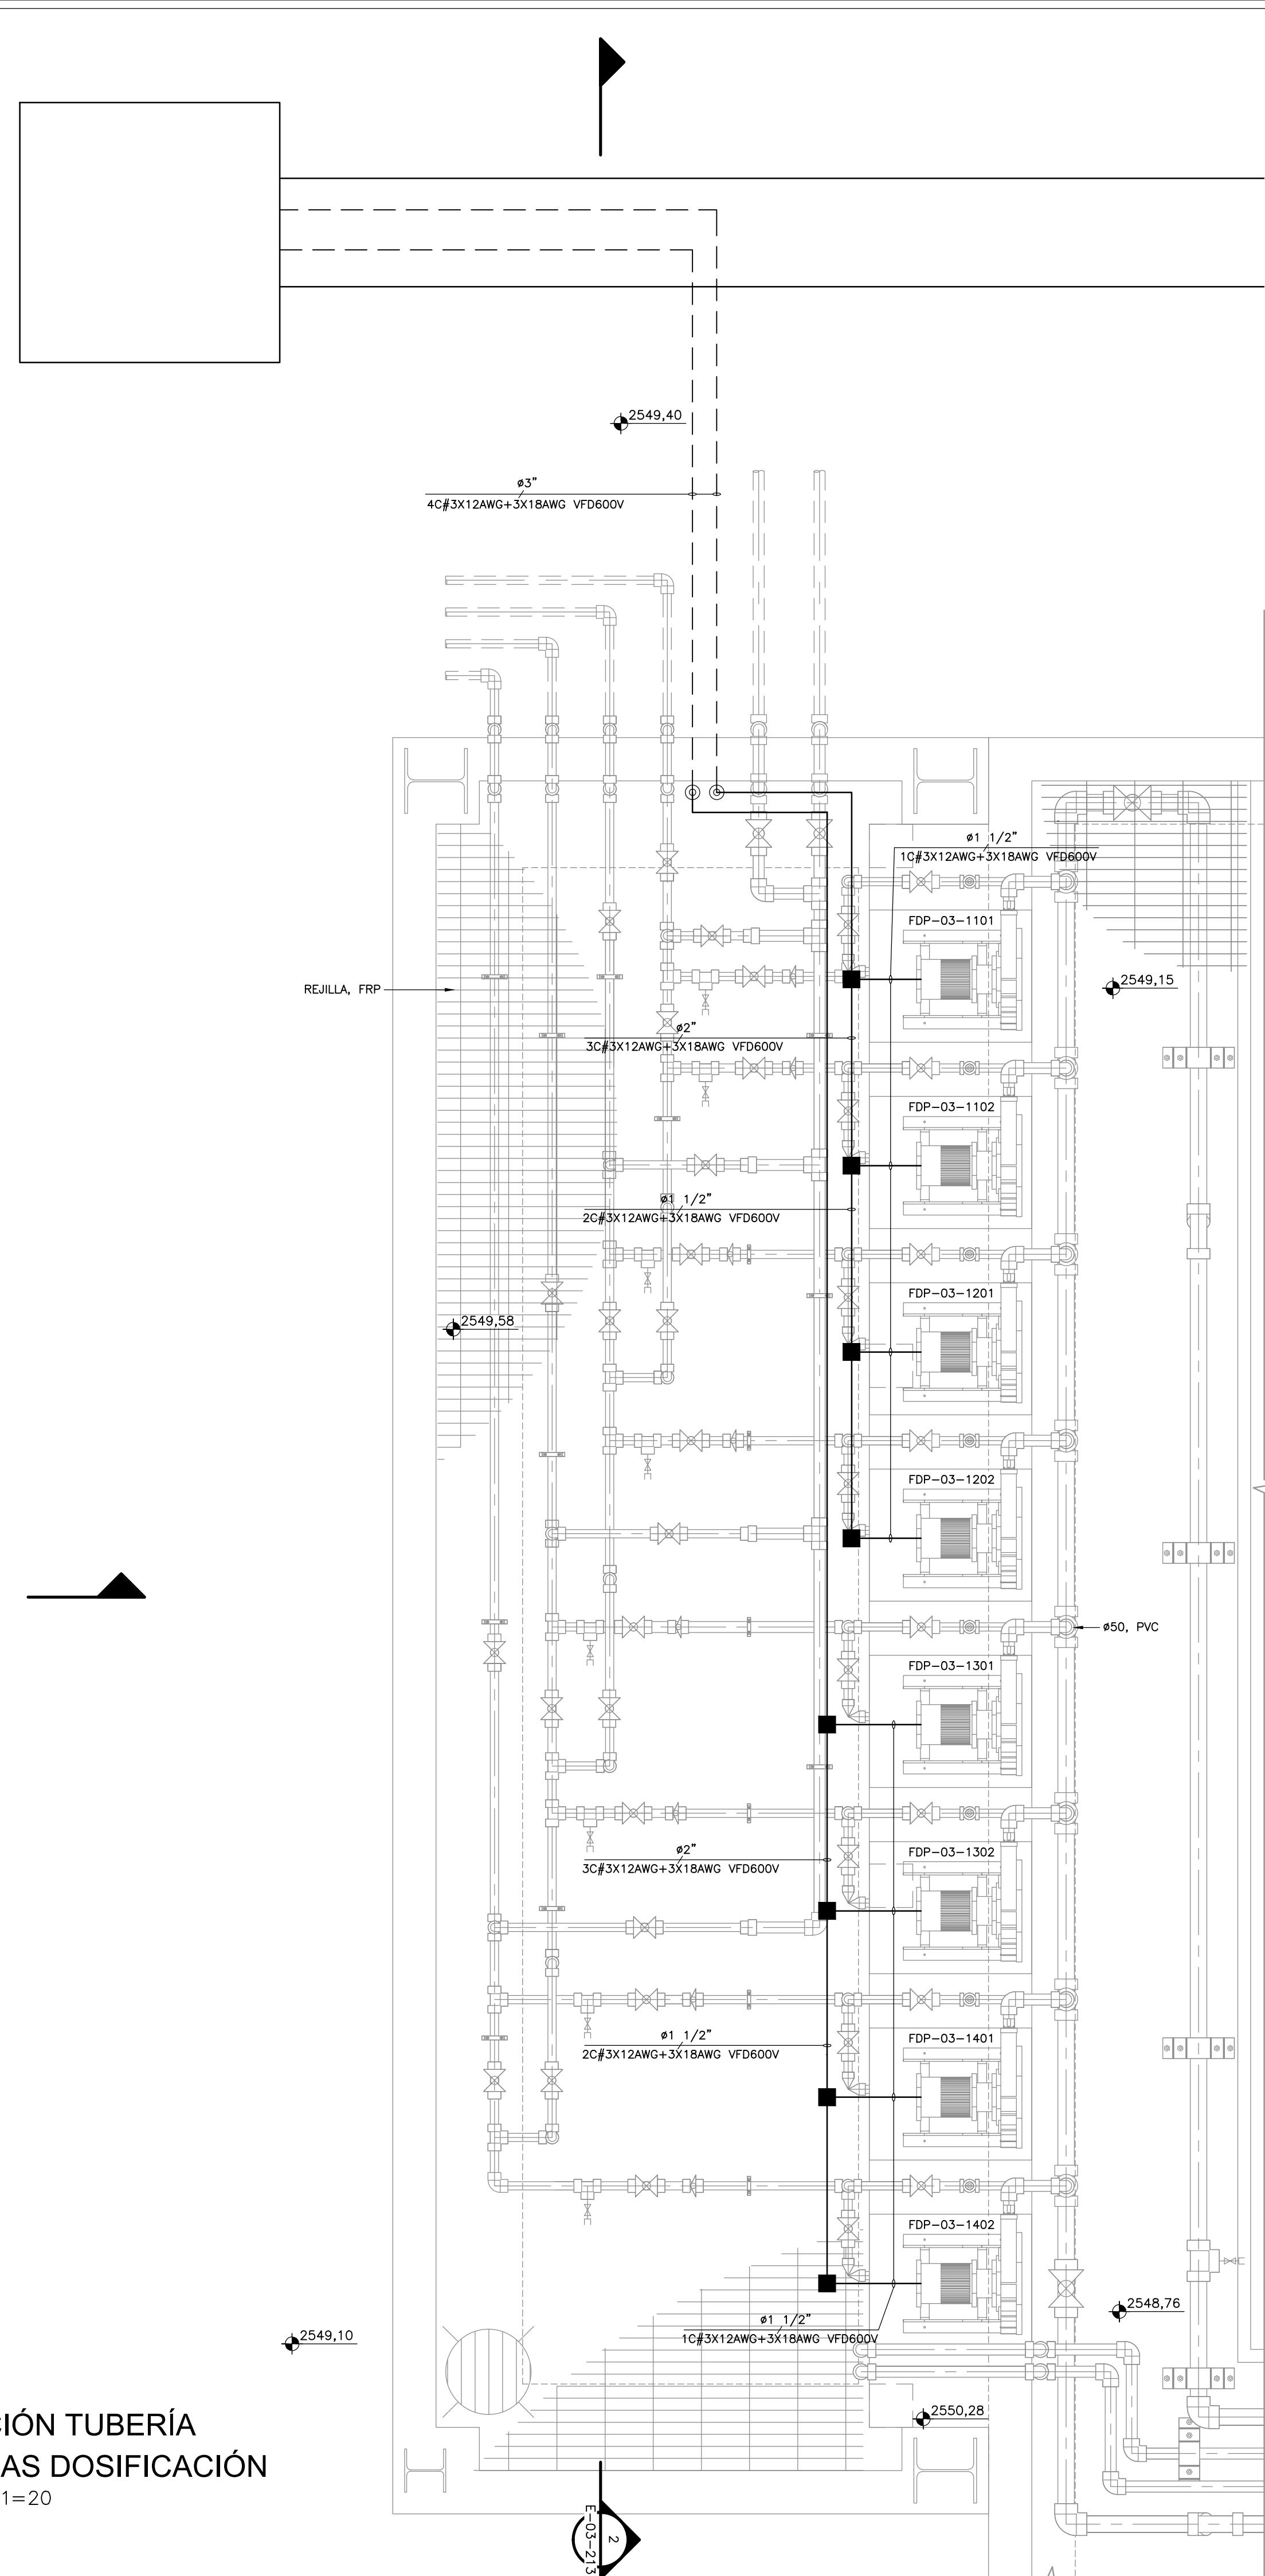 2549,40
ø3"
4C#3X12AWG+3X18AWG VFD600V
ø1 1/2"
1C#3X12AWG+3X18AWG VFD600V
FDP-03-1101
2549,15
REJILLA, FRP
ø2"
3C#3X12AWG+3X18AWG VFD600V
FDP-03-1102
ø1 1/2"
2C#3X12AWG+3X18AWG VFD600V
FDP-03-1201
2549,58
FDP-03-1202
ø50, PVC
FDP-03-1301
ø2"
3C#3X12AWG+3X18AWG VFD600V
FDP-03-1302
ø1 1/2"
2C#3X12AWG+3X18AWG VFD600V
FDP-03-1401
FDP-03-1402
2548,76
ø1 1/2"
1C#3X12AWG+3X18AWG VFD600V
2549,10
2550,28
CIÓN TUBERÍA
AS DOSIFICACIÓN
1=20
2
E-03-213